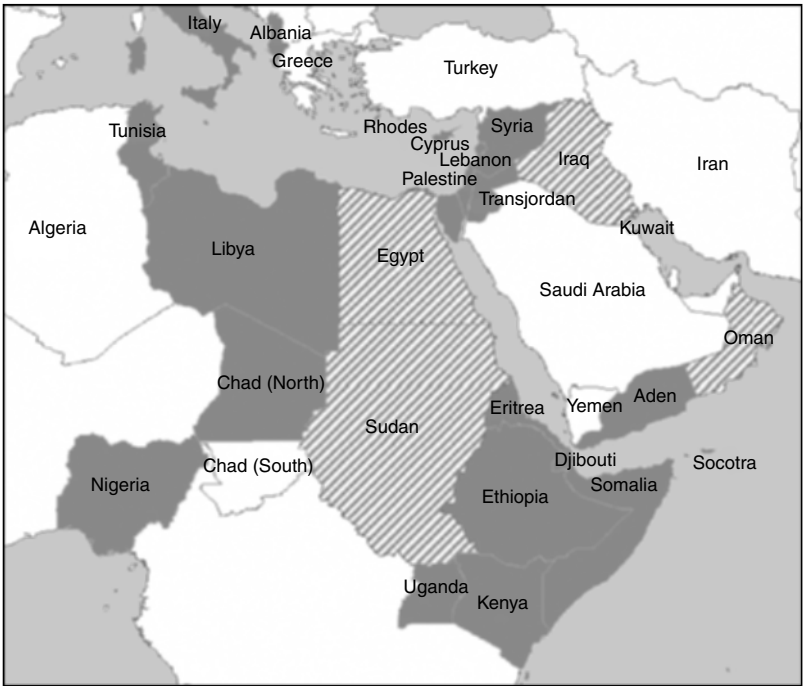 Italy
Albania
Greece
Turkey
Tunisia
Rhodes
Syria
Cyprus
Lebanon
Iraq
Iran
Palestine
Transjordan
Algeria
Kuwait
Libya
Egypt
Saudi Arabia
Oman
Chad (North)
Eritrea
Yemen
Aden
Sudan
Chad (South)
Djibouti
Socotra
Nigeria
Ethiopia
Somalia
Uganda
Kenya